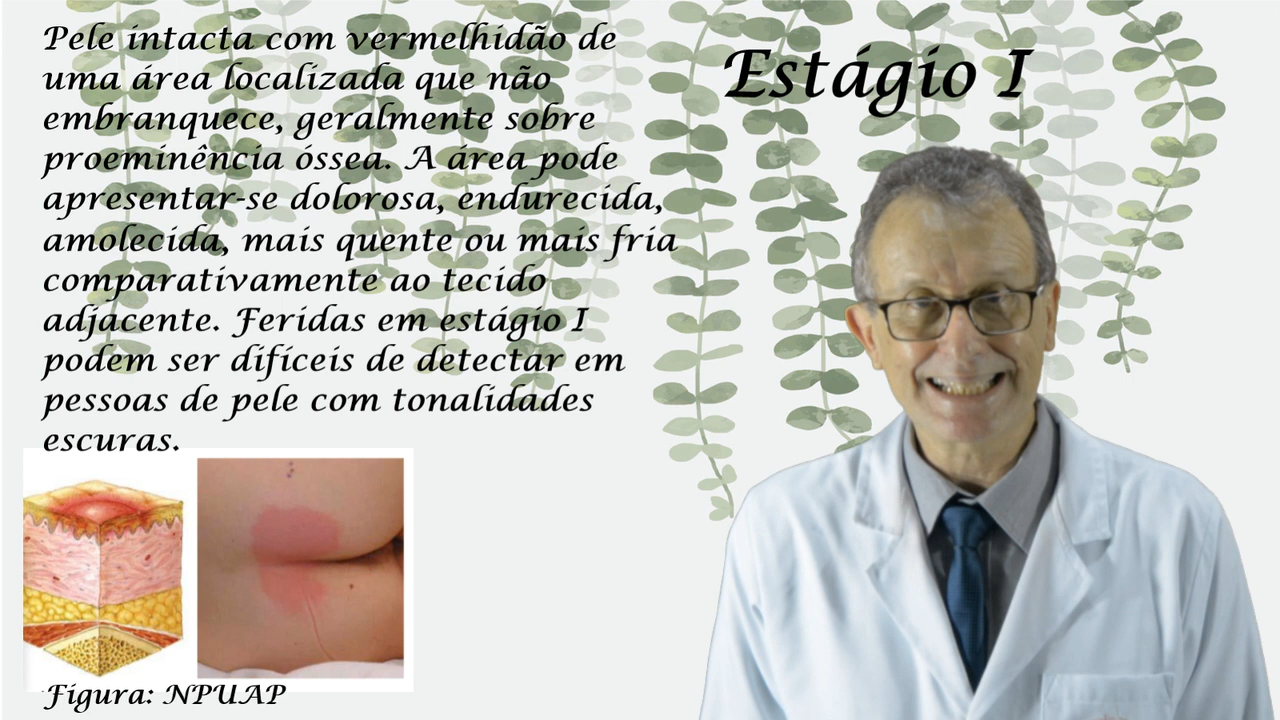 Pele intacta com vermelhidão de
uma área localizada que não
embranquece, geralmente sobre
proeminência óssea. A área pode
apresentar-se dolorosa, endurecida,
amolecida, mais quente ou mais fria
comparativamente ao tecido
adjacente. Feridas em estágio I
podem ser difíceis de detectar em
pessoas de pele com tonalidades
escuras.
Estágio I
Figura: NPUAP